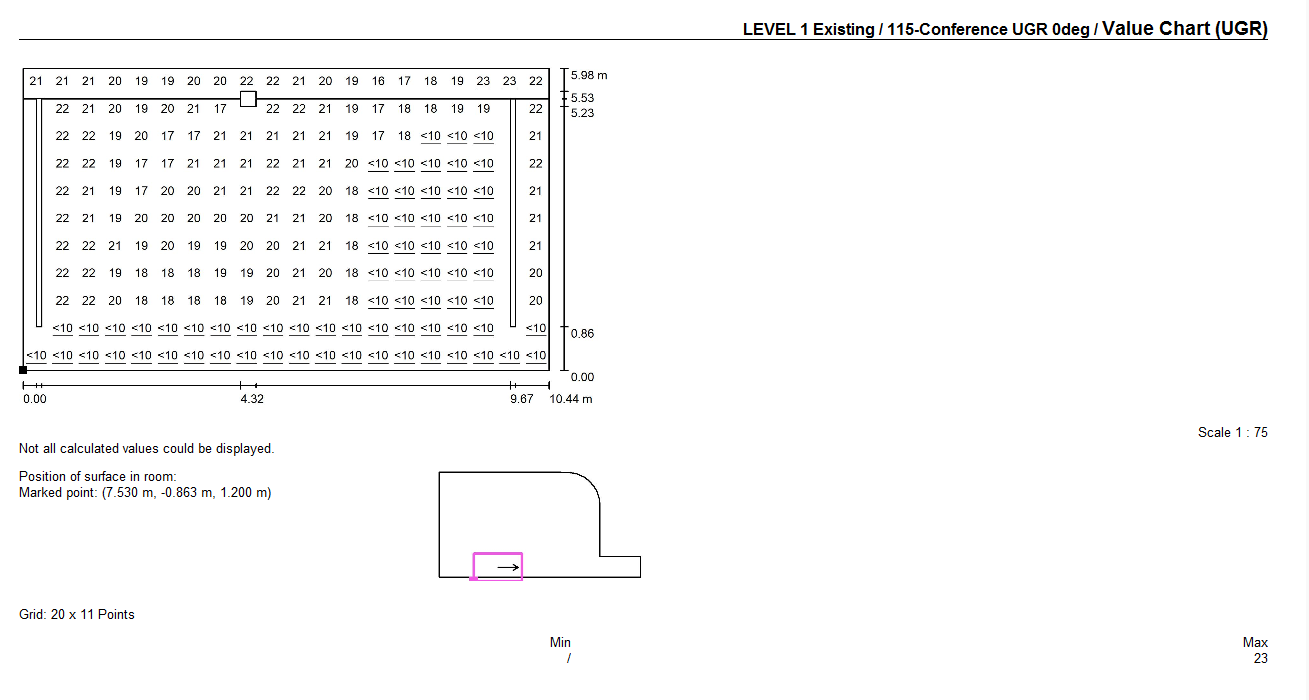 LEVEL 1 Existing / 115-Conference UGR 0deg / Value Chart (UGR)
21 21 21 20 19 19 20 20 22 22 21 20 19 16 17 18 19 23 23 22
5.98 m
5.53
22 21 20 19 20 21 17 22 22 21 19 17 18 18 19 19 22
5.23
22 22 19 20 17 17 21 21 21 21 21 19 17 18 <10 <10 <10 21
22 22 19 17 17 21 21 21 22 21 21 20 <10 <10 <10 <10 <10 22
22 21 19 17 20 20 21 21 22 22 20 18 <10 <10 <10 <10 <10 21
22 21 19 20 20 20 20 20 21 21 20 18 <10 <10 <10 <10 <10 21
22 22 21 19 20 19 19 20 20 21 21 18 <10 <10 <10 <10 <10 21
22 22 19 18 18 18 19 19 20 21 20 18 <10 <10 <10 <10 <10 20
22 22 20 18 18 18 18 19 20 21 21 18 <10 <10 <10 <10 <10 20
<10 <10 <10 <10 <10 <10 <10 <10 <10 <10 <10 <10 <10 <10 <10 <10 <10 <10
0.86
<10 <10 <10 <10 <10 <10 <10 <10 <10 <10 <10 <10 <10 <10 <10 <10 <10 <10 <10 <10
0.00
0.00 4.32 9.67 10.44 m
Scale 1 : 75
Not all calculated values could be displayed.
Position of surface in room:
Marked point: (7.530 m, -0.863 m, 1.200 m)
Grid: 20 x 11 Points
Min Max
/ 23